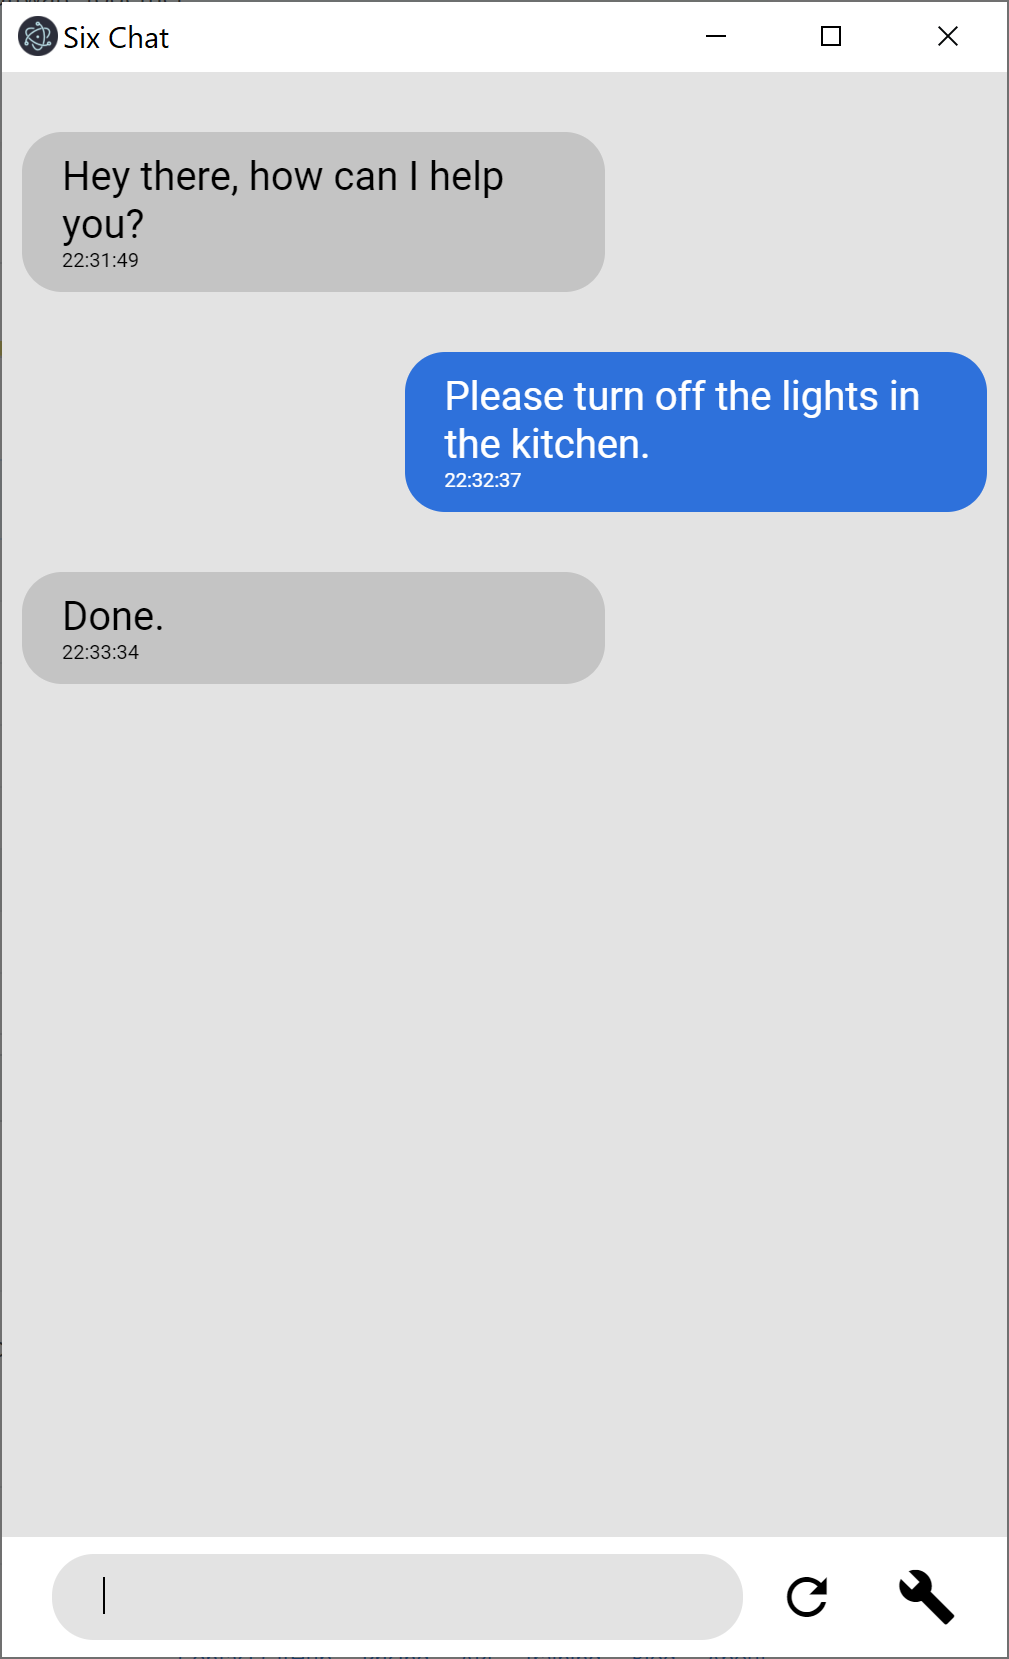 Six Chat
Hey there, how can I help
you?
22:31:49
Please turn off the lights in
the kitchen.
22:32:37
Done.
22:33:34